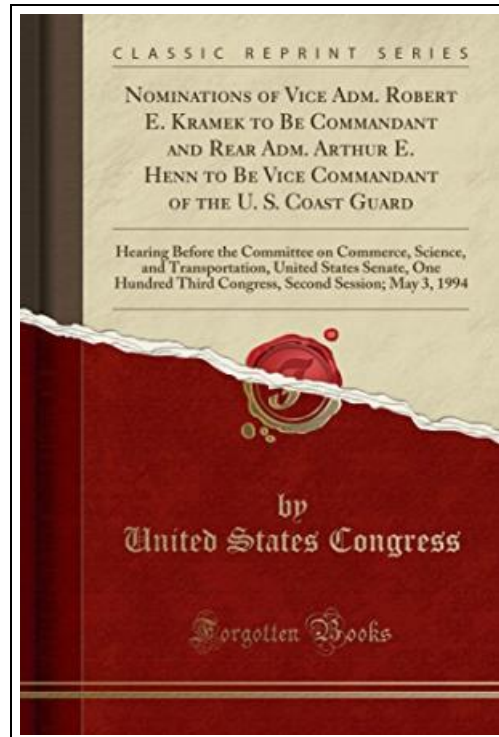 CLASSIC REPRINT SERIES
NOMINATIONS OF VICE ADM. ROBERT
E. KRAMEK TO BE COMMANDANT
AND REAR ADM. ARTHUR E.
HENN TO BE VICE COMMANDANT
OF THE U. S. COAST GUARD
Hearing Before the Committee on Commerce, Science,
and Transportation, United States Senate, One
Hundred Third Congress, Second Session; May 3, 1994
by
United States Congress
Forgotten Books